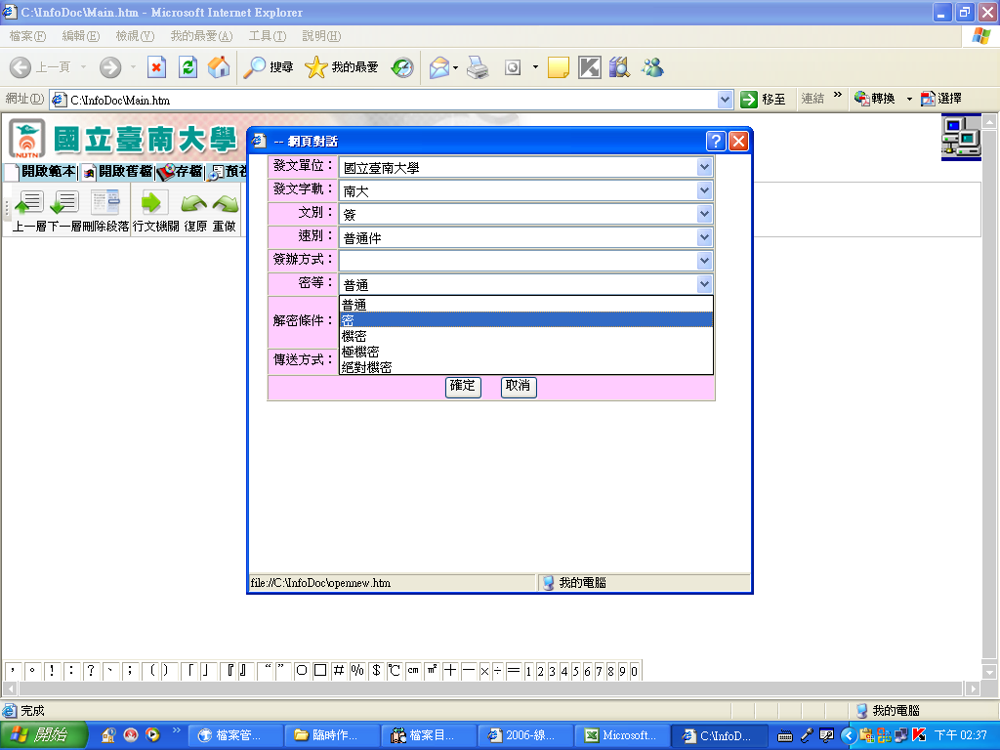 C:\InfoDoc\Main.htm - Microsoft Internet Explorer
檔案(F) 編輯(E) 檢視(V) 我的最愛(A) 工具(T) 說明(H)
上一頁 搜尋 我的最愛
網址(D) C:\InfoDoc\Main.htm 移至 連結 » 轉換 選擇
NUTN 國立臺南大學
開啟範本 開啟舊檔 存檔
上一層 下一層 刪除段落 行文機關 復原 重做
-- 網頁對話
發文單位： 國立臺南大學
發文字軌： 南大
文別： 簽
速別： 普通件
簽辦方式：
密等： 普通
普通
密
解密條件：
機密
極機密
傳送方式：
絕對機密
確定 取消
file://C:\InfoDoc\opennew.htm 我的電腦
， 。 ！ ： ？ 、 ； （ ） 「 」 『 』 “ ” ○ □ # % $ ℃ ㎝ ㎡ ＋ － × ÷ ＝ 1 2 3 4 5 6 7 8 9 0
完成 我的電腦
開始 » 檔案管... 臨時作... 檔案目... 2006-線... Microsoft... C:\InfoD... 下午 02:37